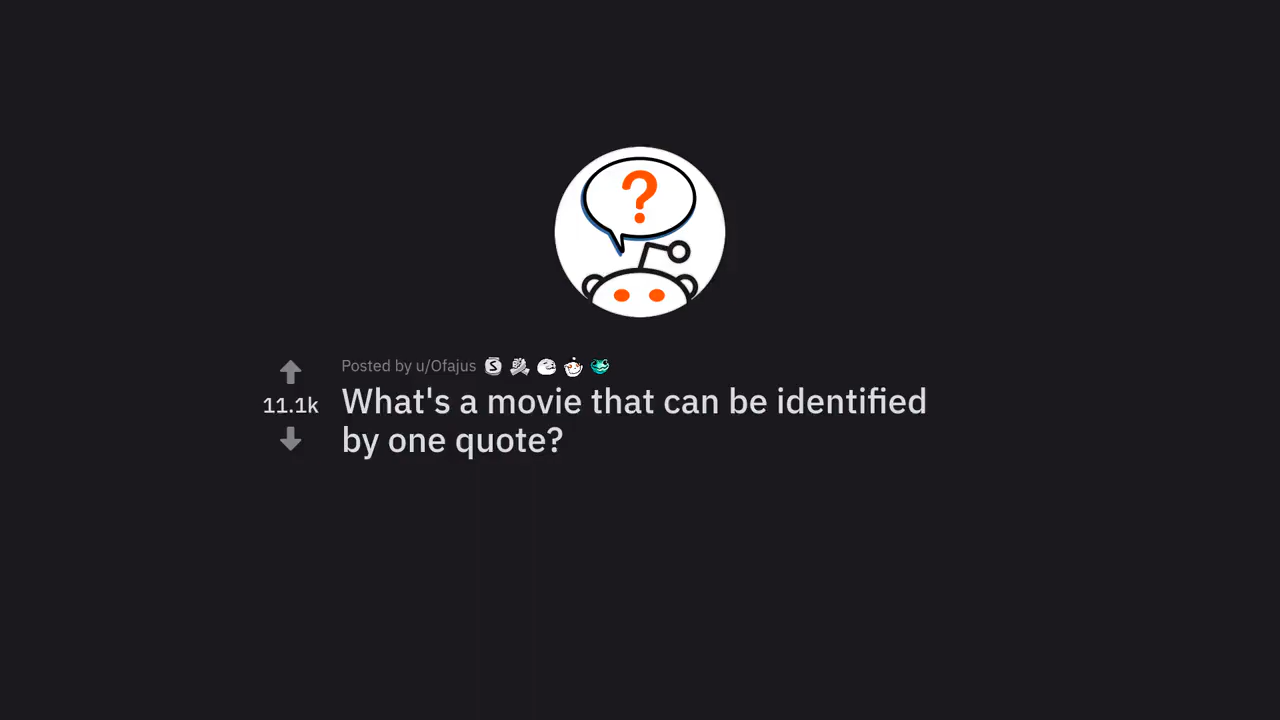 ?
Posted by u/Ofajus
11.1k
What's a movie that can be identified
by one quote?